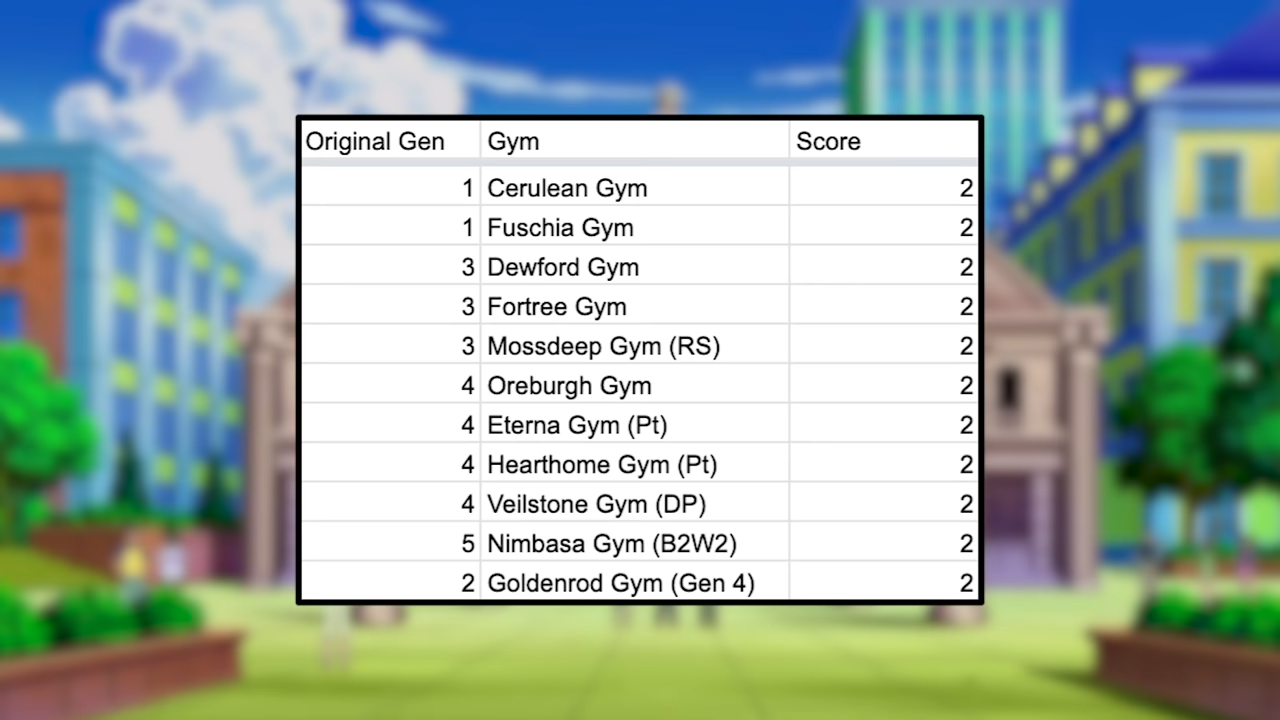 Original Gen Gym Score
1 Cerulean Gym 2
1 Fuschia Gym 2
3 Dewford Gym 2
3 Fortree Gym 2
3 Mossdeep Gym (RS) 2
4 Oreburgh Gym 2
4 Eterna Gym (Pt) 2
4 Hearthome Gym (Pt) 2
4 Veilstone Gym (DP) 2
5 Nimbasa Gym (B2W2) 2
2 Goldenrod Gym (Gen 4) 2